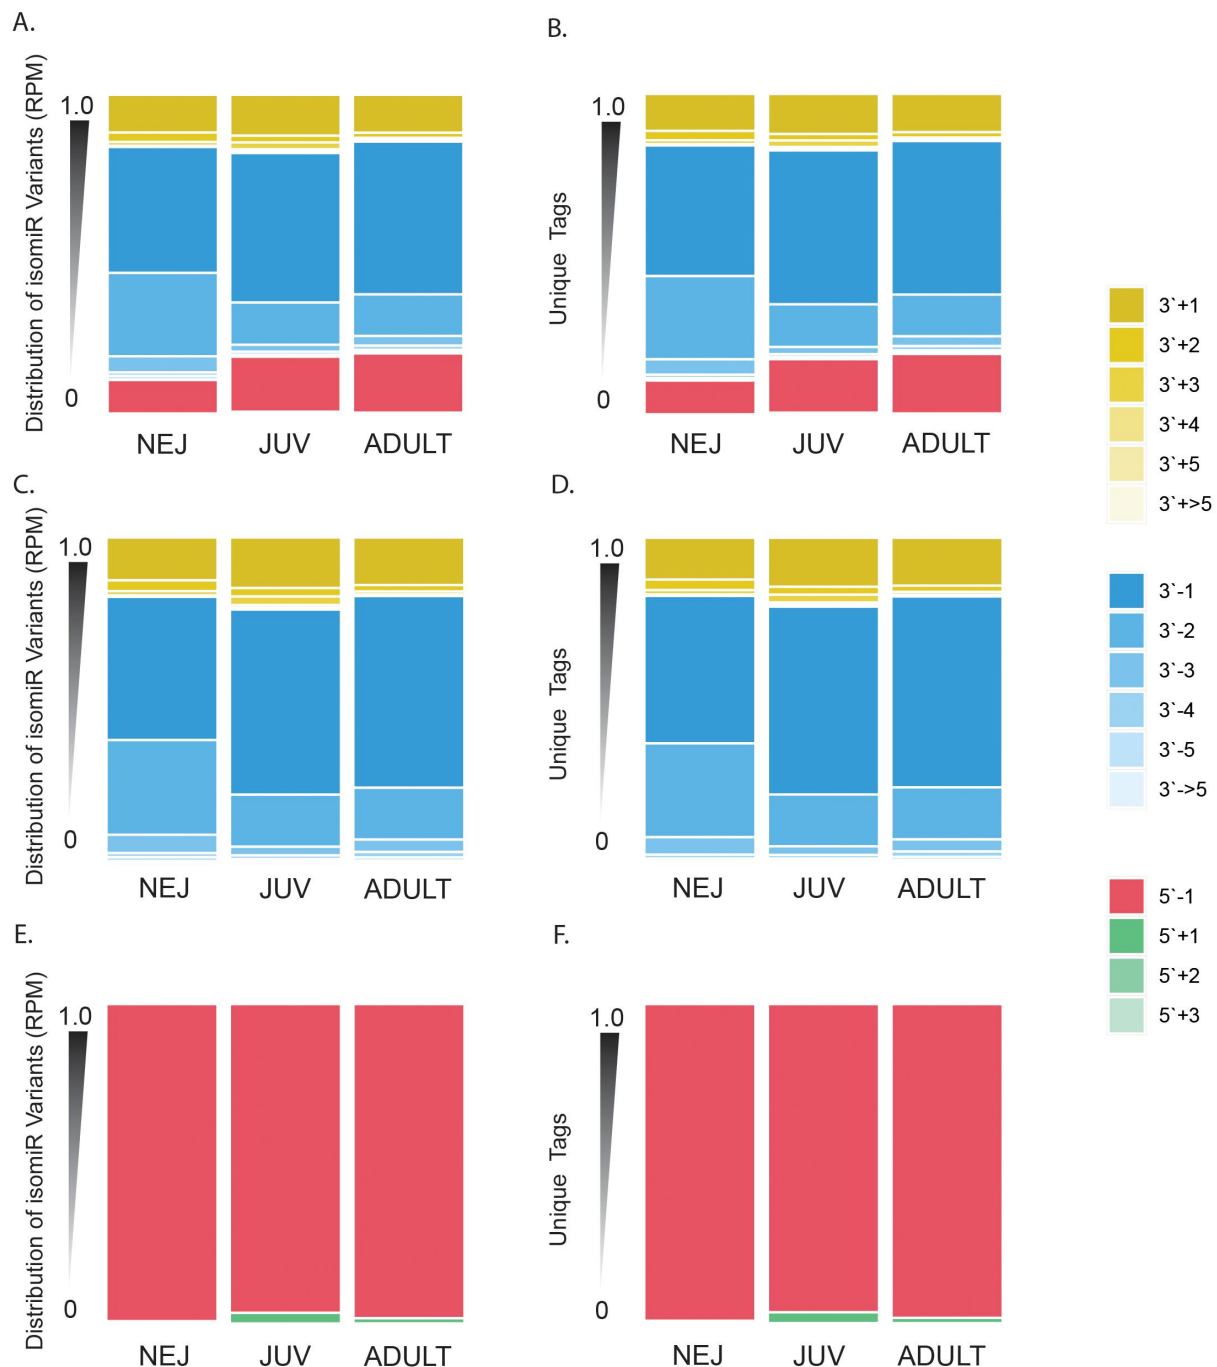 A.
Distribution of isomiR Variants (RPM)
1.0
0
NEJ
JUV
ADULT
B.
Unique Tags
1.0
0
NEJ
JUV
ADULT
C.
Distribution of isomiR Variants (RPM)
1.0
0
NEJ
JUV
ADULT
D.
Unique Tags
1.0
0
NEJ
JUV
ADULT
E.
Distribution of isomiR Variants (RPM)
1.0
0
NEJ
JUV
ADULT
F.
Unique Tags
1.0
0
NEJ
JUV
ADULT
3`+1
3`+2
3`+3
3`+4
3`+5
3`+>5
3`-1
3`-2
3`-3
3`-4
3`-5
3`->5
5`-1
5`+1
5`+2
5`+3